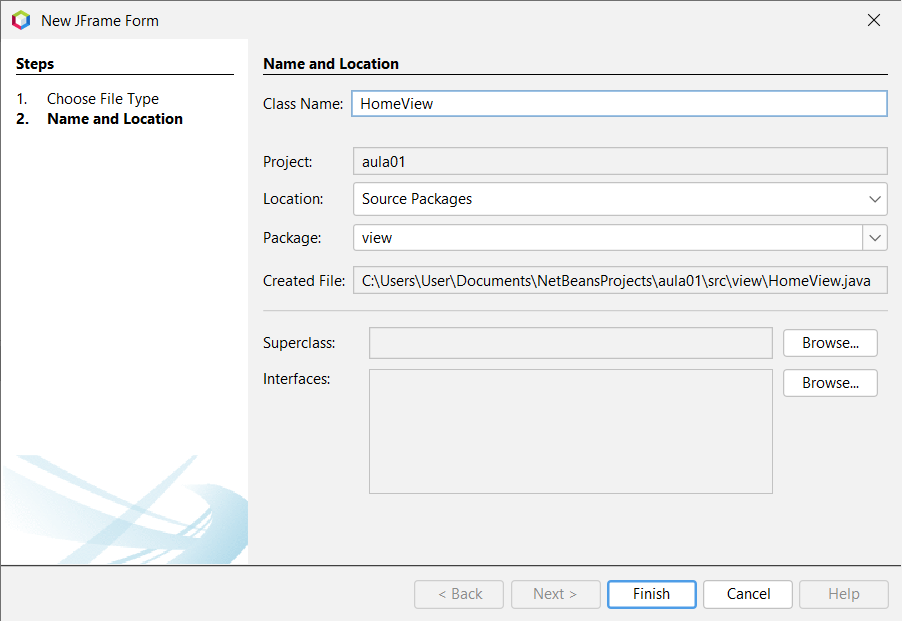 New JFrame Form
Steps
1. Choose File Type
2. Name and Location
Name and Location
Class Name: HomeView
Project: aula01
Location: Source Packages
Package: view
Created File: C:\Users\User\Documents\NetBeansProjects\aula01\src\view\HomeView.java
Superclass: Browse...
Interfaces: Browse...
< Back Next > Finish Cancel Help